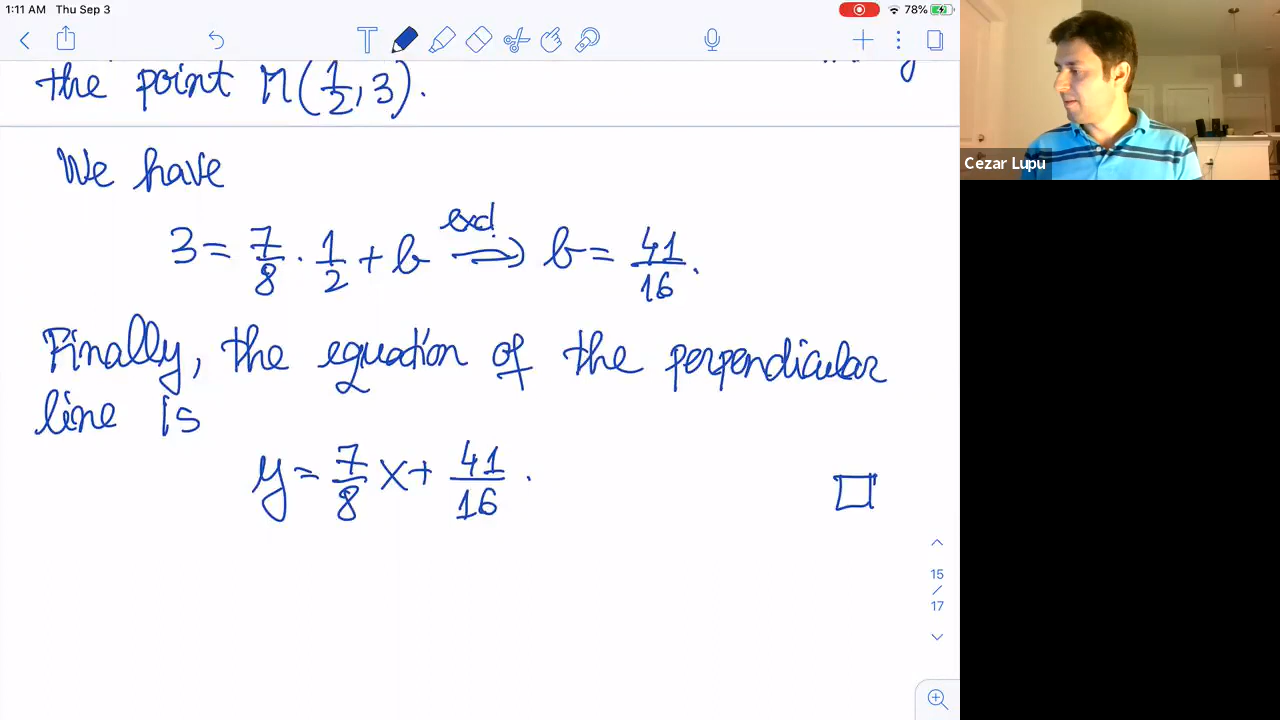 1:11 AM Thu Sep 3
78%
the point M(1/2, 3).
We have
3 = 7/8 · 1/2 + b ⟹ b = 41/16.
Finally, the equation of the perpendicular
line is
y = 7/8 x + 41/16 .
15
/
17
Cezar Lupu